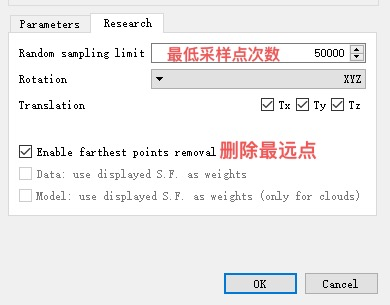 Parameters Research
Random sampling limit 最低采样点次数 50000
Rotation XYZ
Translation Tx Ty Tz
Enable farthest points removal 删除最远点
Data: use displayed S.F. as weights
Model: use displayed S.F. as weights (only for clouds)
OK Cancel